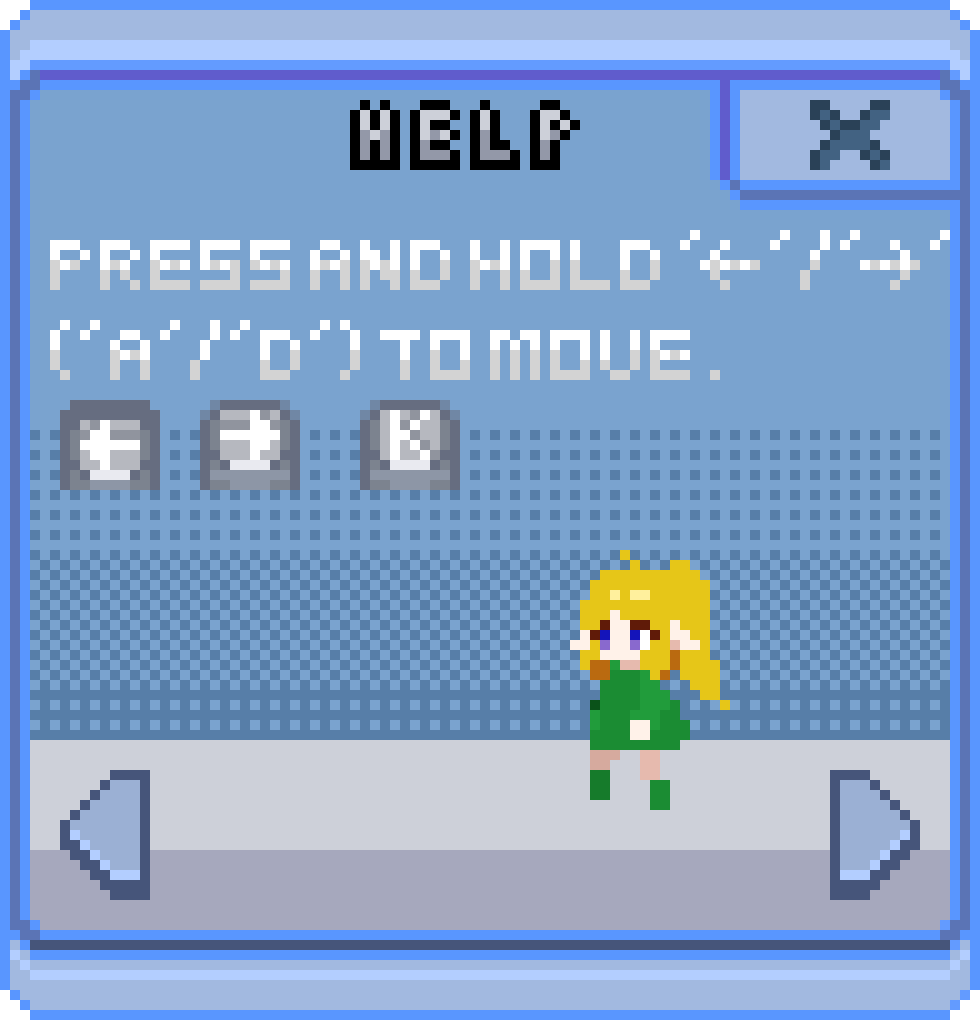 HELP
PRESS AND HOLD '←'/'→'
('A'/'D') TO MOVE.
← → K